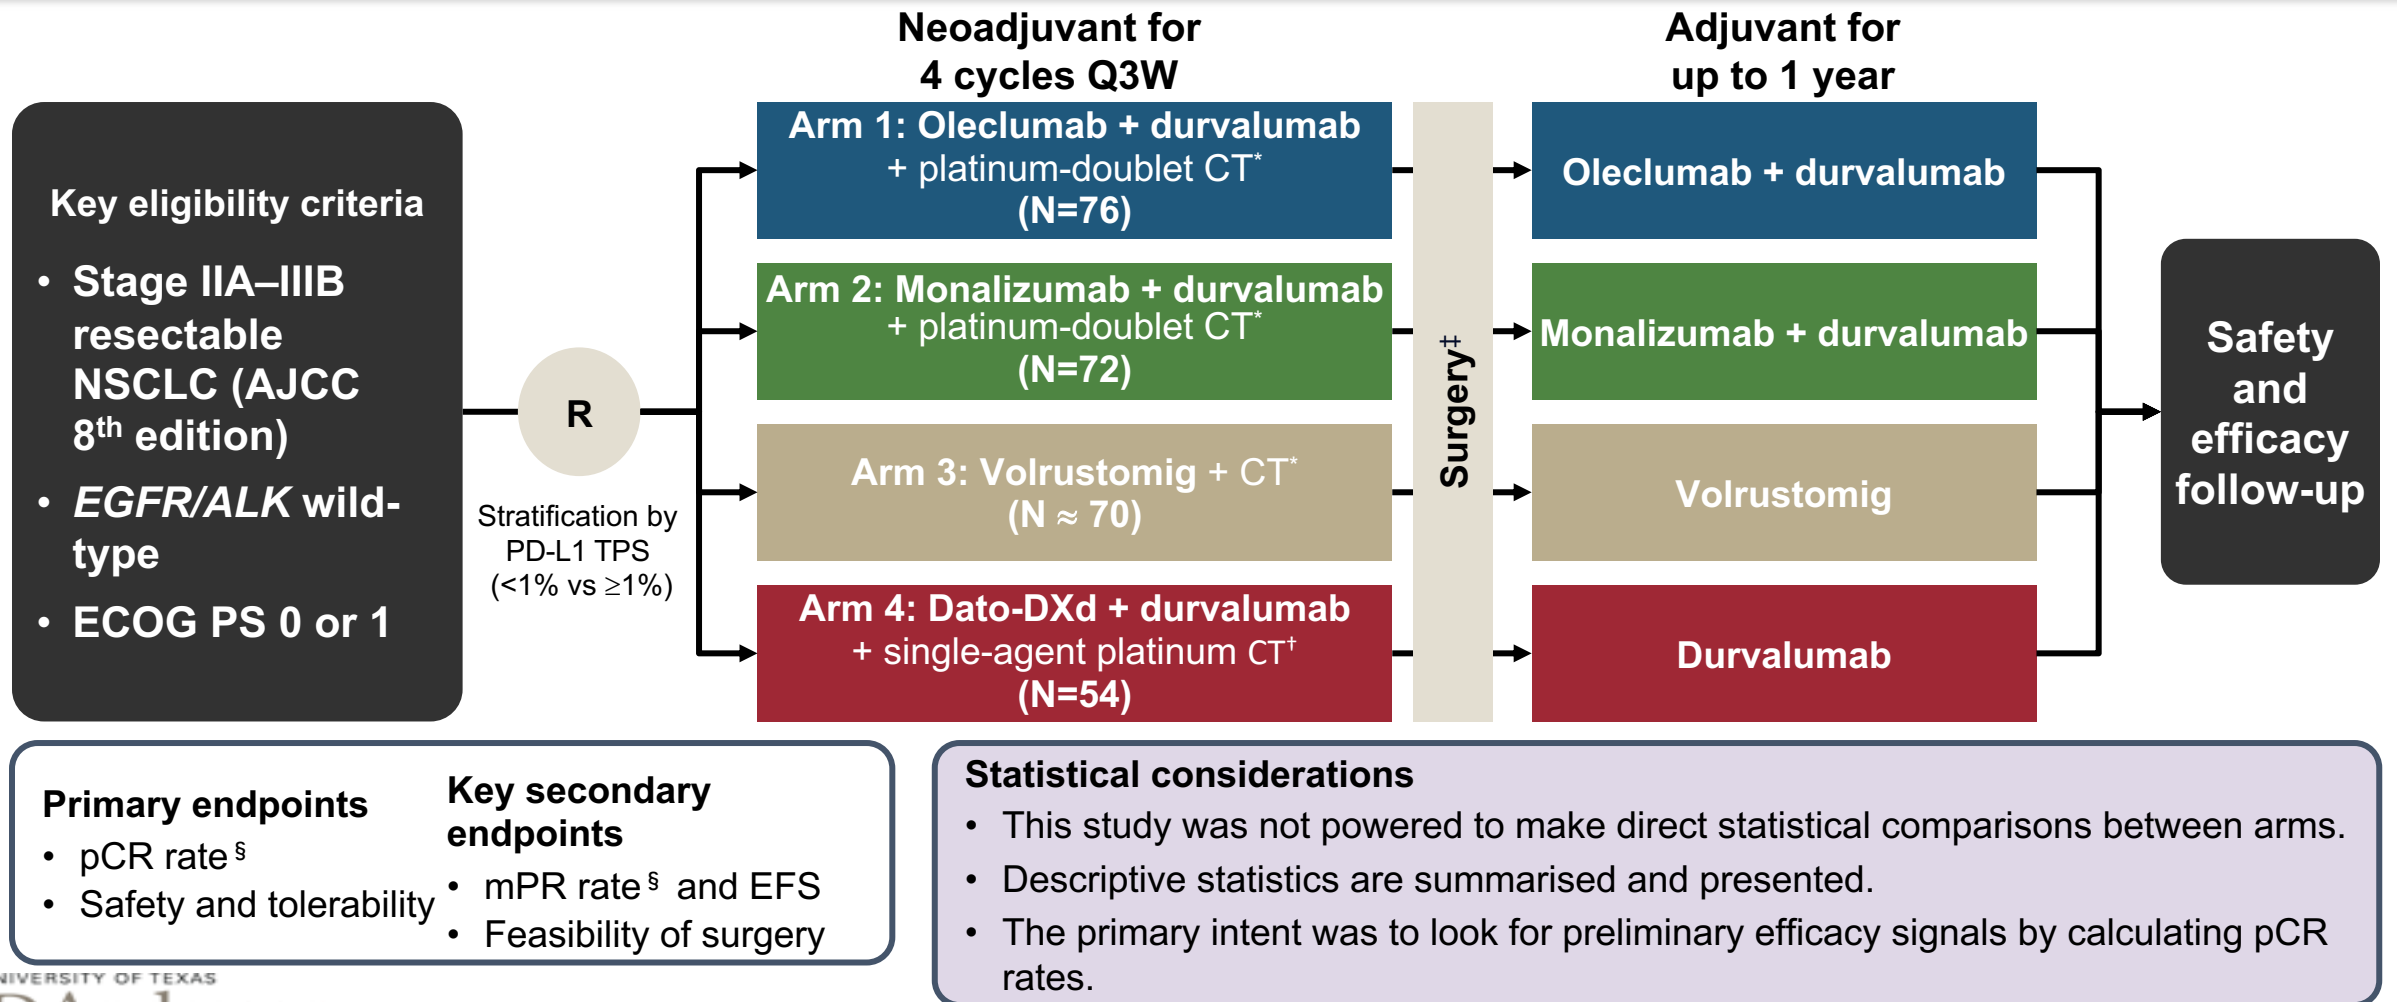 Neoadjuvant for
4 cycles Q3W
Adjuvant for
up to 1 year
Key eligibility criteria
• Stage IIA–IIIB
resectable
NSCLC (AJCC
8th edition)
• EGFR/ALK wild-
type
• ECOG PS 0 or 1
R
Stratification by
PD-L1 TPS
(<1% vs ≥1%)
Arm 1: Oleclumab + durvalumab
+ platinum-doublet CT*
(N=76)
Arm 2: Monalizumab + durvalumab
+ platinum-doublet CT*
(N=72)
Arm 3: Volrustomig + CT*
(N ≈ 70)
Arm 4: Dato-DXd + durvalumab
+ single-agent platinum CT†
(N=54)
Surgery‡
Oleclumab + durvalumab
Monalizumab + durvalumab
Volrustomig
Durvalumab
Safety
and
efficacy
follow-up
Primary endpoints
• pCR rate §
• Safety and tolerability
Key secondary
endpoints
• mPR rate § and EFS
• Feasibility of surgery
Statistical considerations
• This study was not powered to make direct statistical comparisons between arms.
• Descriptive statistics are summarised and presented.
• The primary intent was to look for preliminary efficacy signals by calculating pCR
rates.
NIVERSITY OF TEXAS